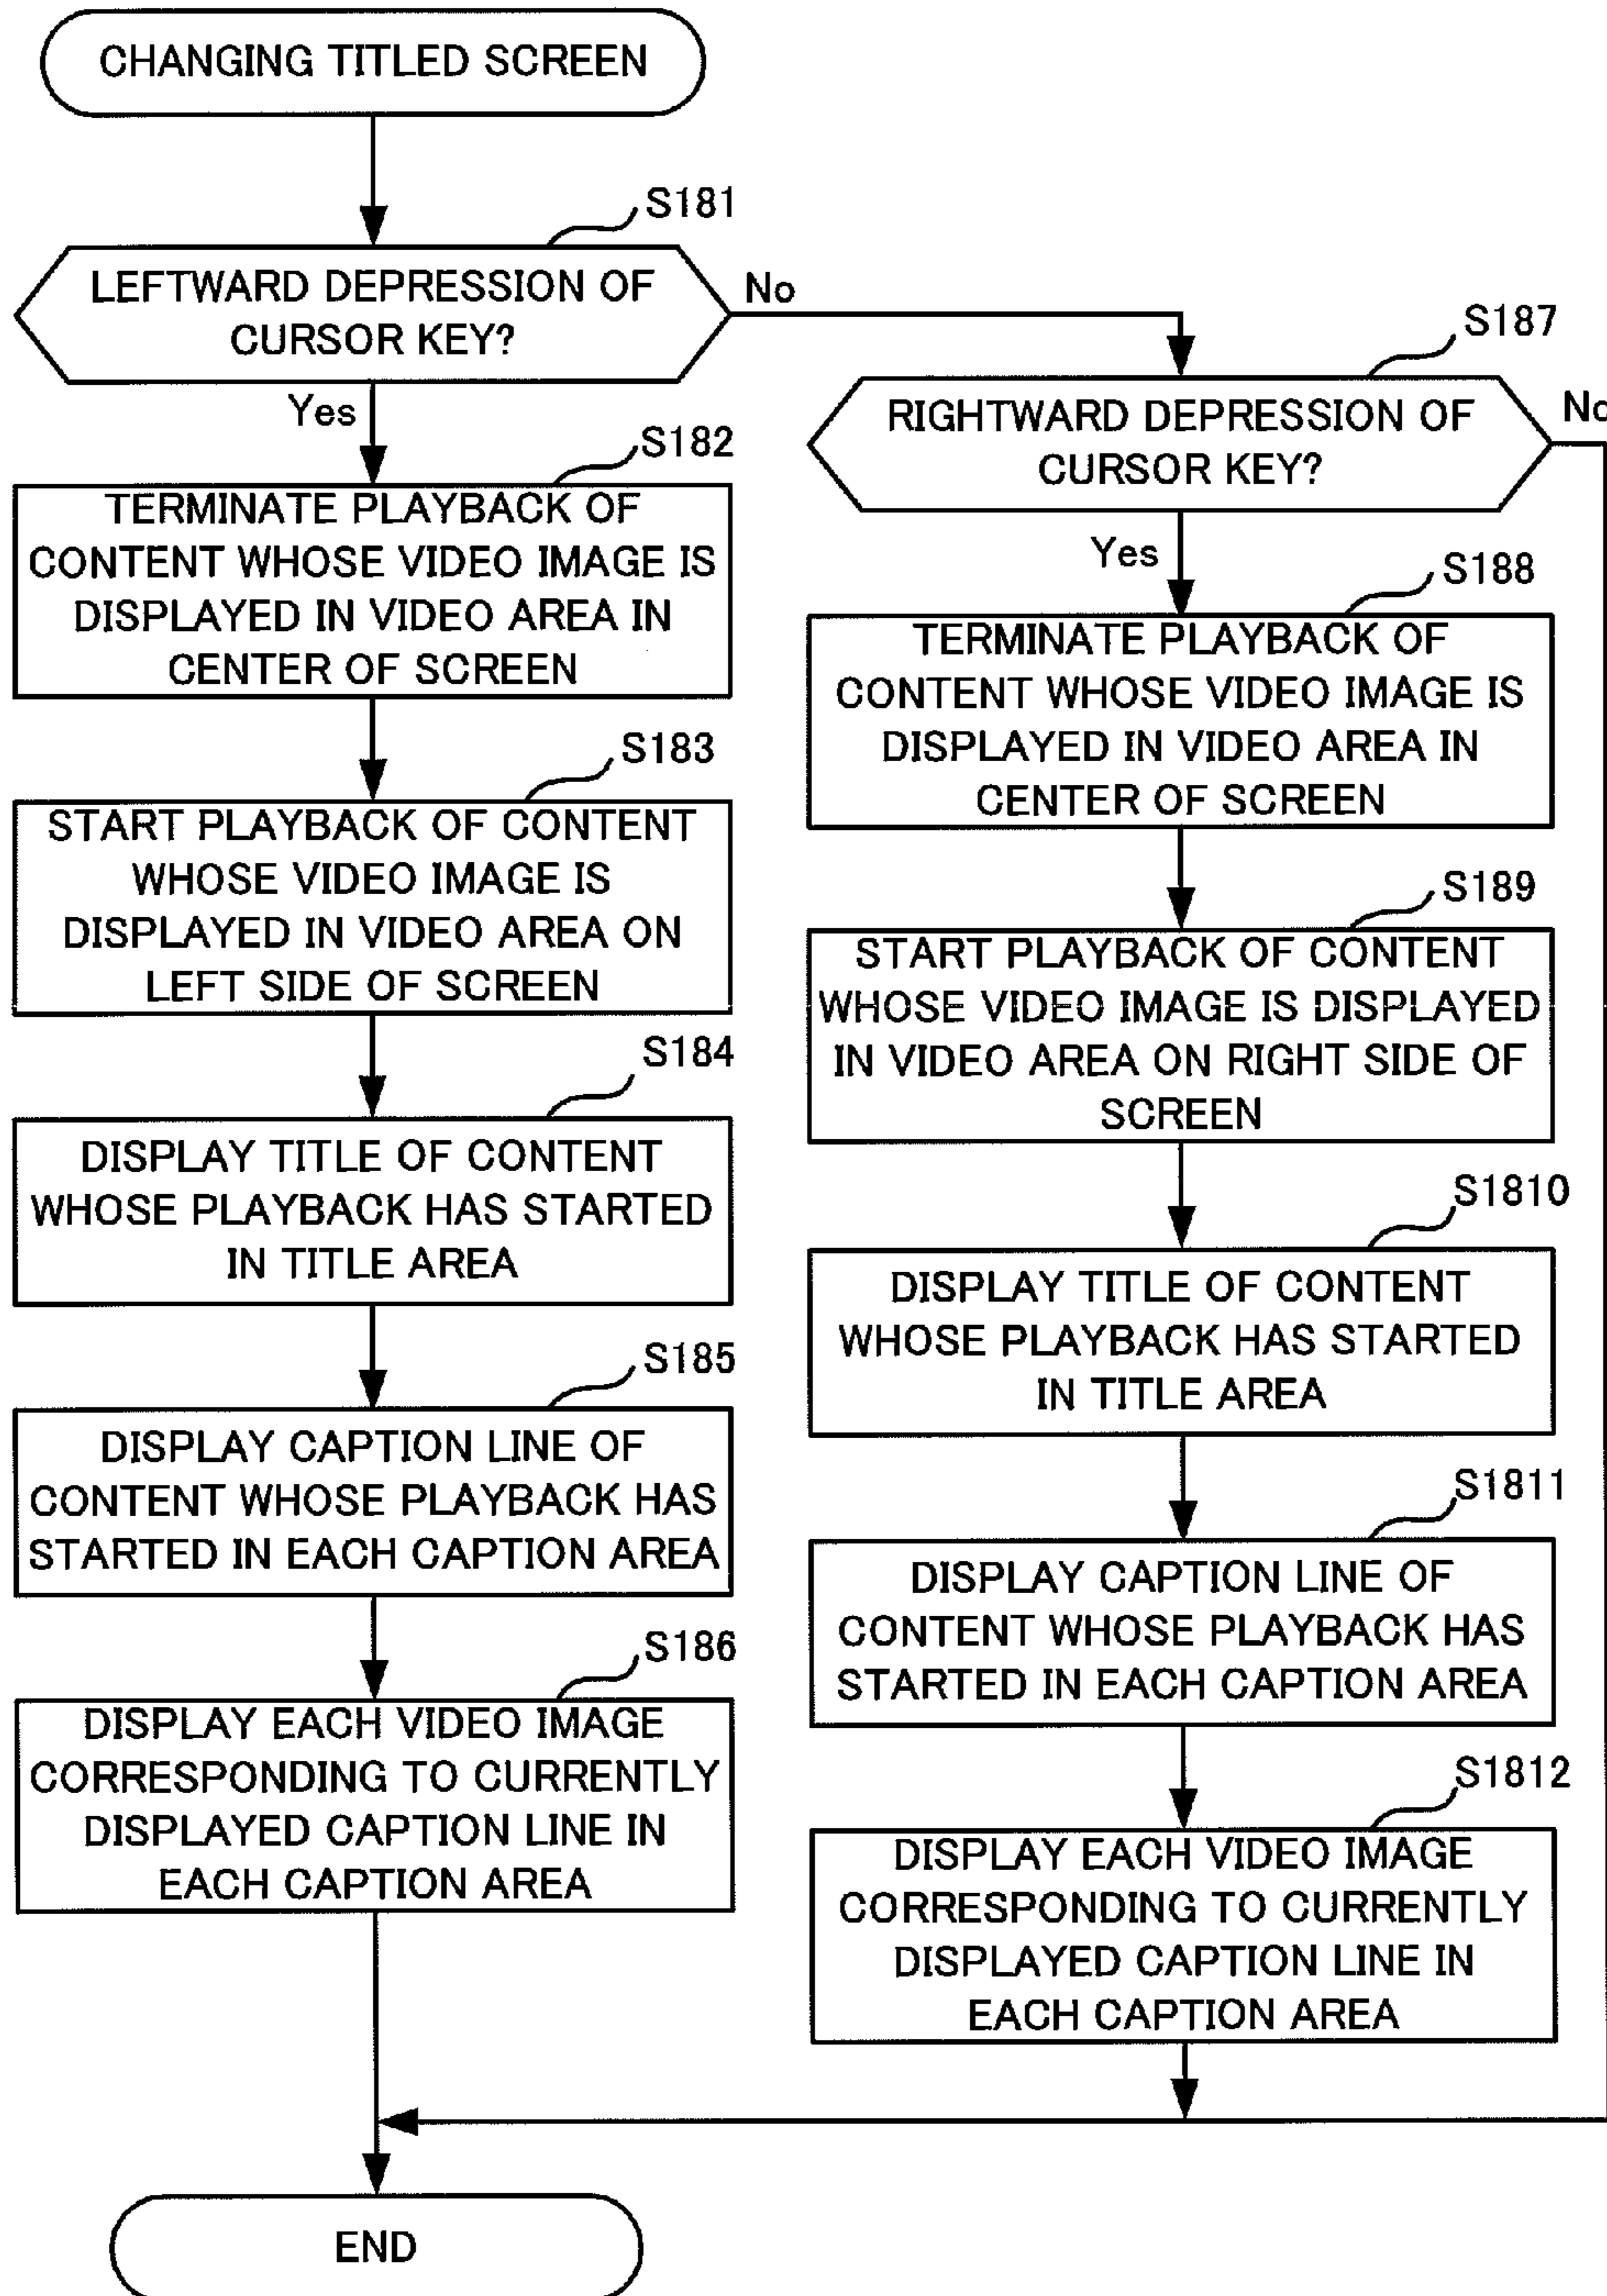 CHANGING TITLED SCREEN
S181
LEFTWARD DEPRESSION OF
CURSOR KEY?
No
Yes
S182
TERMINATE PLAYBACK OF
CONTENT WHOSE VIDEO IMAGE IS
DISPLAYED IN VIDEO AREA IN
CENTER OF SCREEN
S183
START PLAYBACK OF CONTENT
WHOSE VIDEO IMAGE IS
DISPLAYED IN VIDEO AREA ON
LEFT SIDE OF SCREEN
S184
DISPLAY TITLE OF CONTENT
WHOSE PLAYBACK HAS STARTED
IN TITLE AREA
S185
DISPLAY CAPTION LINE OF
CONTENT WHOSE PLAYBACK HAS
STARTED IN EACH CAPTION AREA
S186
DISPLAY EACH VIDEO IMAGE
CORRESPONDING TO CURRENTLY
DISPLAYED CAPTION LINE IN
EACH CAPTION AREA
S187
RIGHTWARD DEPRESSION OF
CURSOR KEY?
No
Yes
S188
TERMINATE PLAYBACK OF
CONTENT WHOSE VIDEO IMAGE IS
DISPLAYED IN VIDEO AREA IN
CENTER OF SCREEN
S189
START PLAYBACK OF CONTENT
WHOSE VIDEO IMAGE IS DISPLAYED
IN VIDEO AREA ON RIGHT SIDE OF
SCREEN
S1810
DISPLAY TITLE OF CONTENT
WHOSE PLAYBACK HAS STARTED
IN TITLE AREA
S1811
DISPLAY CAPTION LINE OF
CONTENT WHOSE PLAYBACK HAS
STARTED IN EACH CAPTION AREA
S1812
DISPLAY EACH VIDEO IMAGE
CORRESPONDING TO CURRENTLY
DISPLAYED CAPTION LINE IN
EACH CAPTION AREA
END